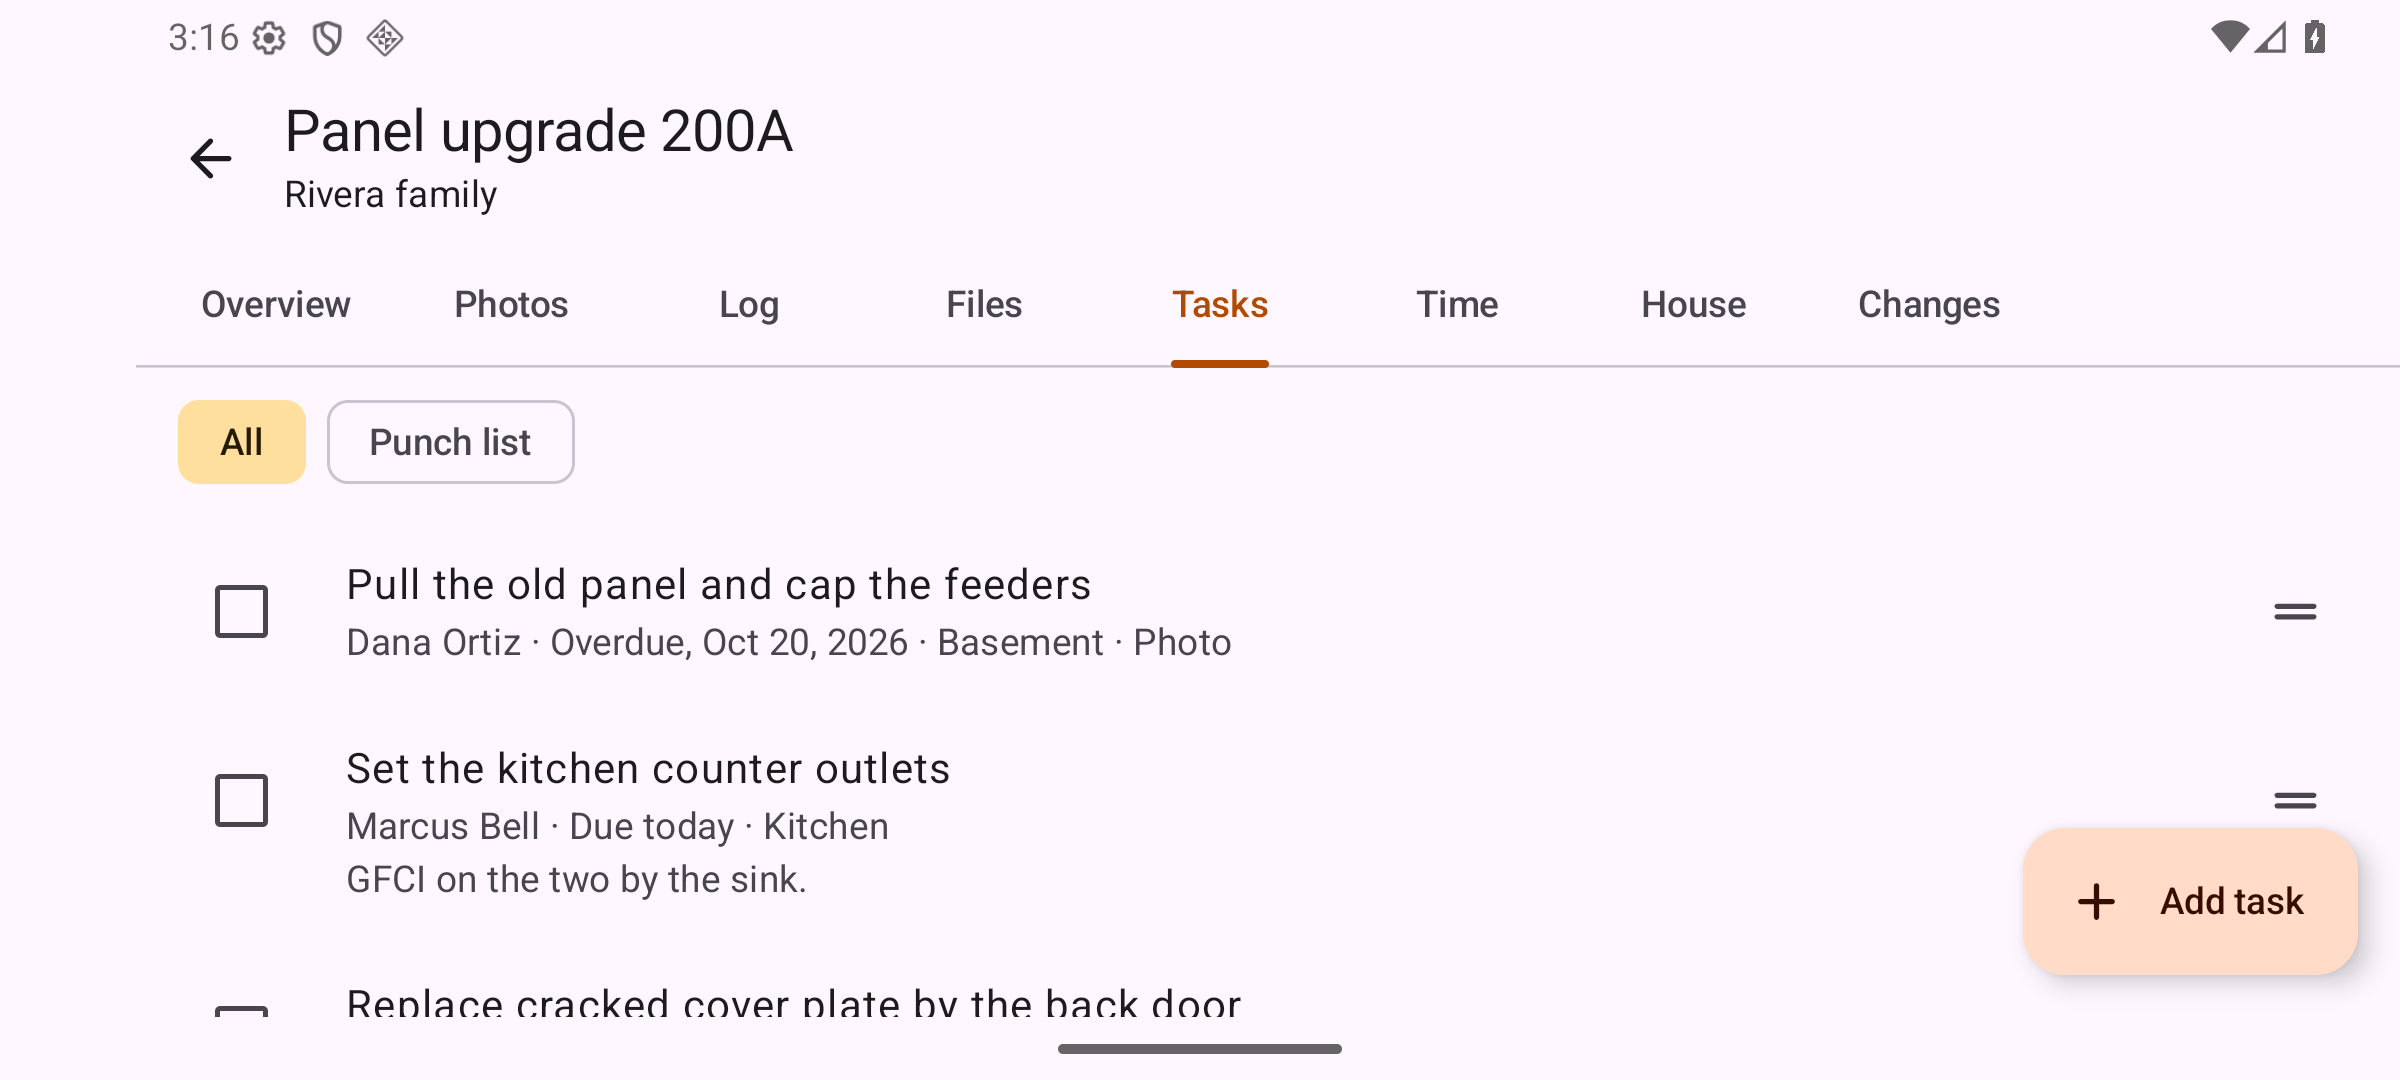 3:16
Panel upgrade 200A
Rivera family
Overview Photos Log Files Tasks Time House Changes
All Punch list
Pull the old panel and cap the feeders
Dana Ortiz · Overdue, Oct 20, 2026 · Basement · Photo
Set the kitchen counter outlets
Marcus Bell · Due today · Kitchen
GFCI on the two by the sink.
Add task
Replace cracked cover plate by the back door